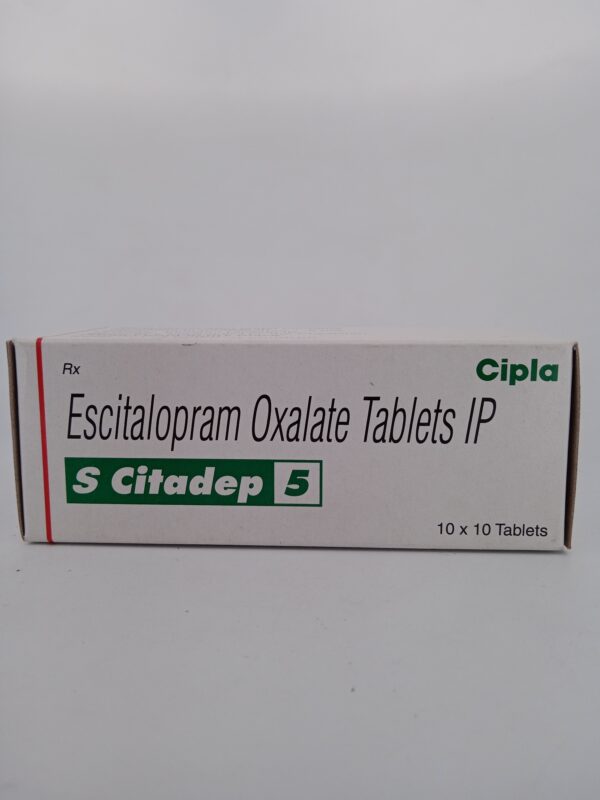 Rx
Cipla
Escitalopram Oxalate Tablets IP
S Citadep 5
10 x 10 Tablets